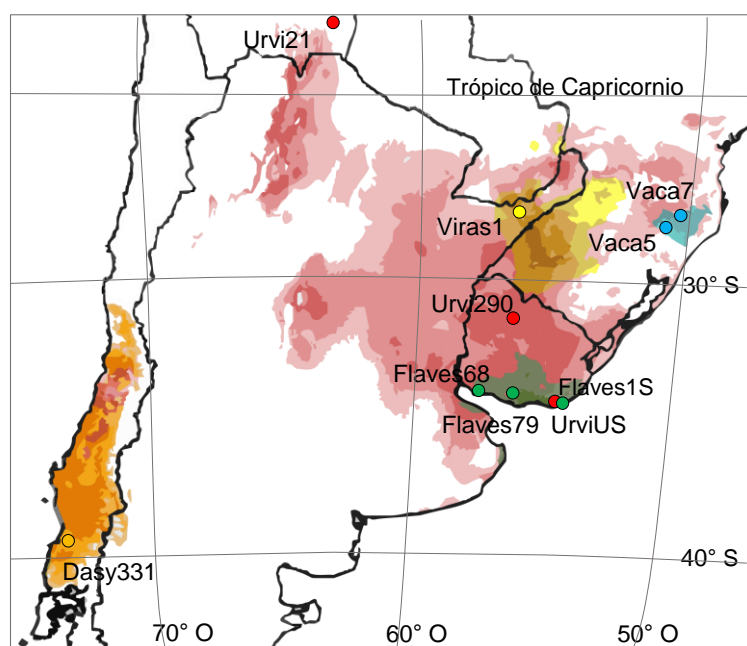 Urvi21
Trópico de Capricornio
Vaca7
Viras1
Vaca5
30° S
Urvi290
Flaves68
Flaves1S
Flaves79
UrviUS
40° S
Dasy331
70° O
60° O
50° O